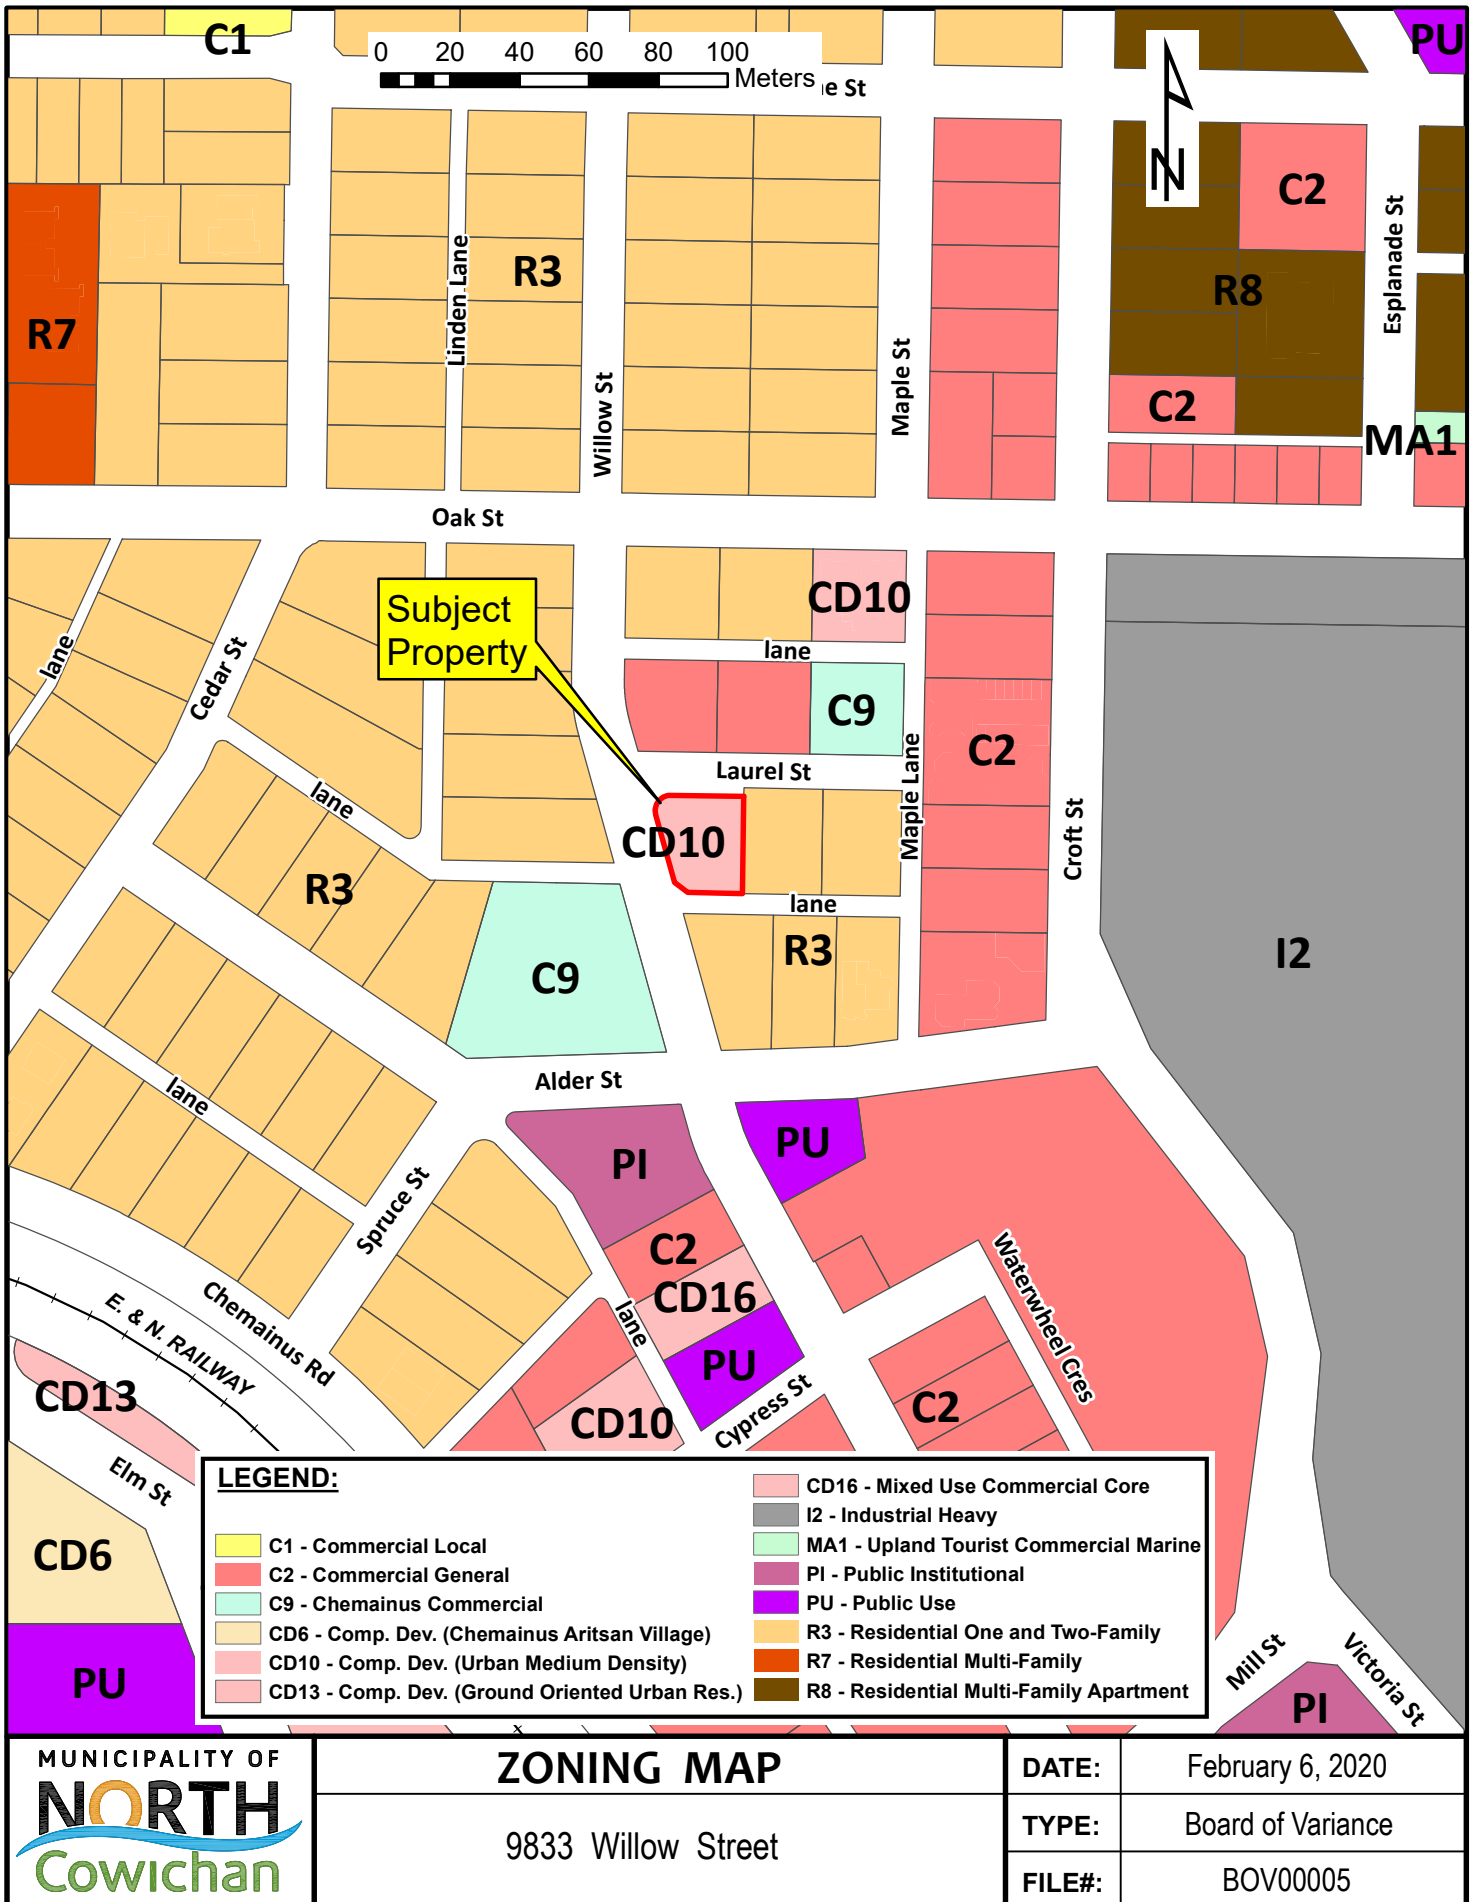 C1
PU
0 20 40 60 80 100
Meters
e St
N
C2
Esplanade St
Linden Lane
R3
R8
R7
Maple St
Willow St
C2
MA1
Oak St
Subject
Property
CD10
lane
lane
Cedar St
C9
Maple Lane
C2
Laurel St
lane
Croft St
CD10
R3
lane
R3
I2
C9
Alder St
lane
PI
PU
Spruce St
C2
Waterwheel Cres
CD16
Chemainus Rd
E. & N. RAILWAY
lane
PU
CD13
CD10
Cypress St
C2
Elm St
CD6
PU
LEGEND:
C1 - Commercial Local
C2 - Commercial General
C9 - Chemainus Commercial
CD6 - Comp. Dev. (Chemainus Aritsan Village)
CD10 - Comp. Dev. (Urban Medium Density)
CD13 - Comp. Dev. (Ground Oriented Urban Res.)
CD16 - Mixed Use Commercial Core
I2 - Industrial Heavy
MA1 - Upland Tourist Commercial Marine
PI - Public Institutional
PU - Public Use
R3 - Residential One and Two-Family
R7 - Residential Multi-Family
R8 - Residential Multi-Family Apartment
Mill St
Victoria St
PI
MUNICIPALITY OF
NORTH
Cowichan
ZONING MAP
9833 Willow Street
DATE: February 6, 2020
TYPE: Board of Variance
FILE#: BOV00005